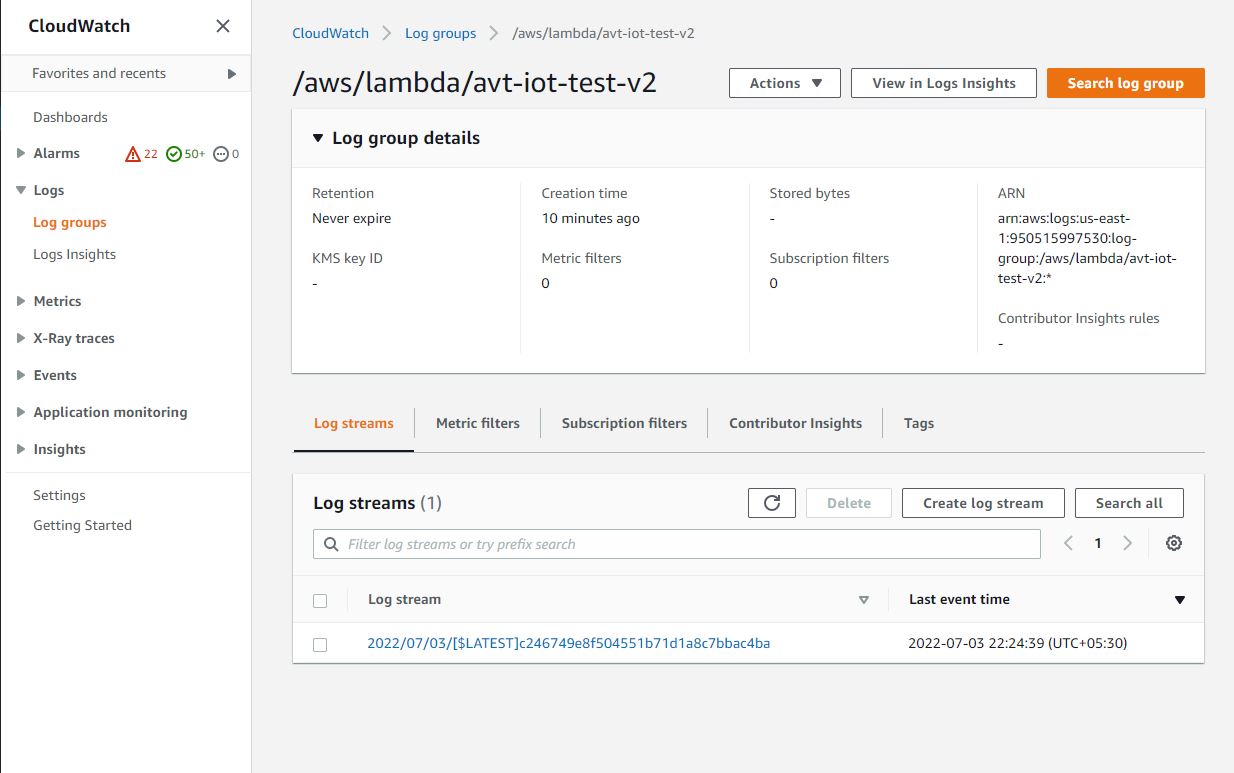 CloudWatch
Favorites and recents
Dashboards
Alarms 22 50+ 0
Logs
Log groups
Logs Insights
Metrics
X-Ray traces
Events
Application monitoring
Insights
Settings
Getting Started
CloudWatch > Log groups > /aws/lambda/avt-iot-test-v2
/aws/lambda/avt-iot-test-v2
Actions
View in Logs Insights
Search log group
Log group details
Retention
Never expire
KMS key ID
-
Creation time
10 minutes ago
Metric filters
0
Stored bytes
-
Subscription filters
0
ARN
arn:aws:logs:us-east-
1:950515997530:log-
group:/aws/lambda/avt-iot-
test-v2:*
Contributor Insights rules
-
Log streams
Metric filters
Subscription filters
Contributor Insights
Tags
Log streams (1)
Delete
Create log stream
Search all
Filter log streams or try prefix search
1
Log stream
Last event time
2022/07/03/[$LATEST]c246749e8f504551b71d1a8c7bbac4ba
2022-07-03 22:24:39 (UTC+05:30)